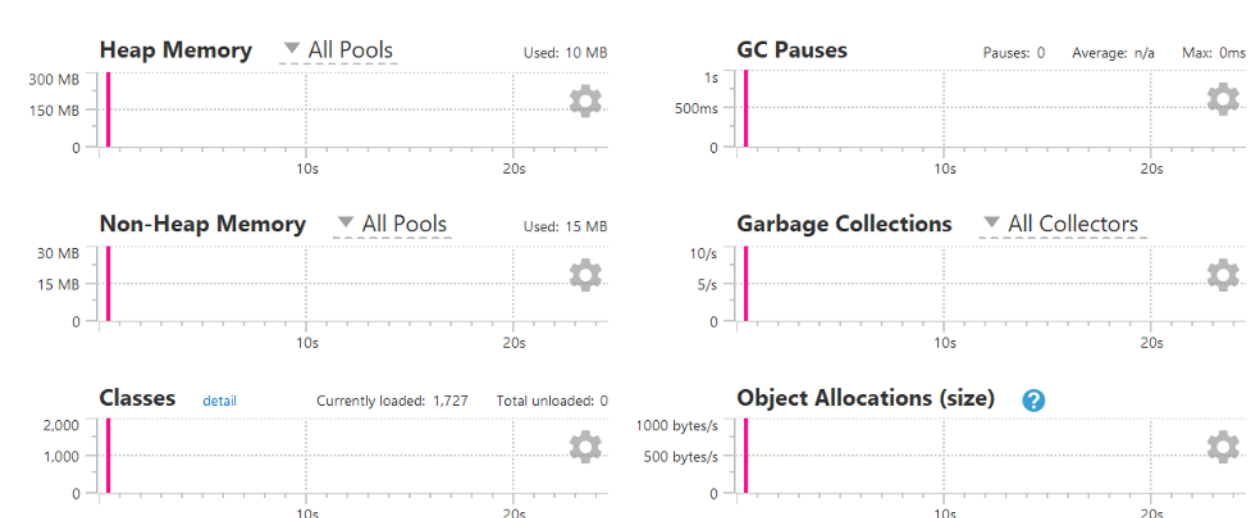 Heap Memory All Pools Used: 10 MB
300 MB
150 MB
0
10s 20s
GC Pauses Pauses: 0 Average: n/a Max: 0ms
1s
500ms
0
10s 20s
Non-Heap Memory All Pools Used: 15 MB
30 MB
15 MB
0
10s 20s
Garbage Collections All Collectors
10/s
5/s
0
10s 20s
Classes detail Currently loaded: 1,727 Total unloaded: 0
2,000
1,000
0
10s 20s
Object Allocations (size) ?
1000 bytes/s
500 bytes/s
0
10s 20s